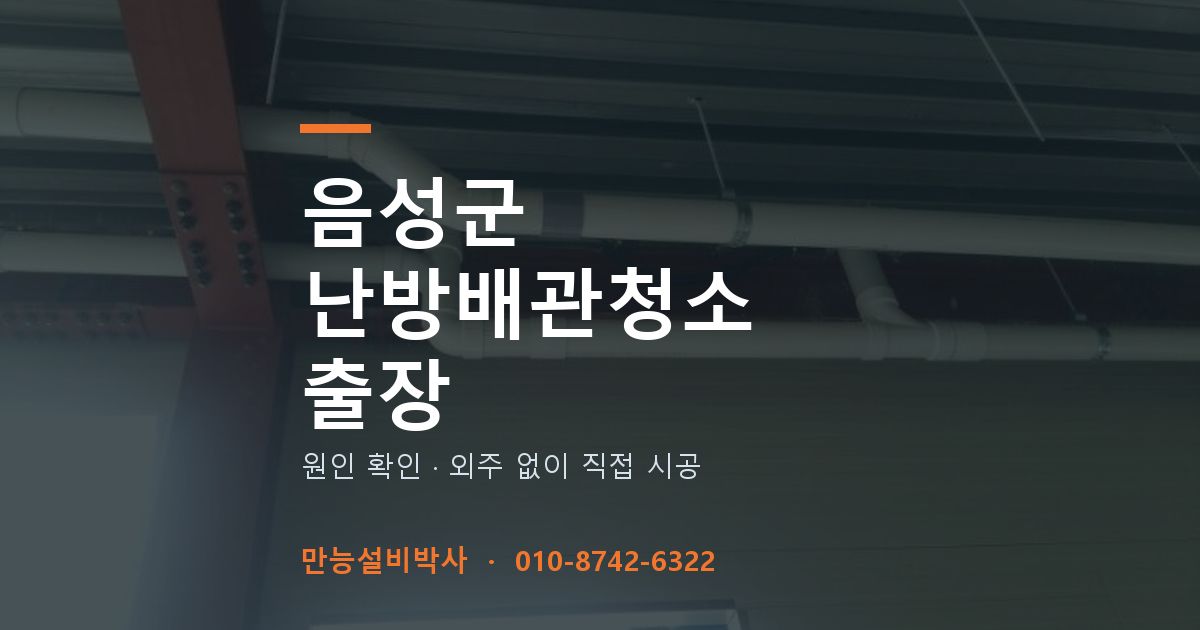 음성군
난방배관청소
출장
원인 확인 · 외주 없이 직접 시공
만능설비박사 · 010-8742-6322